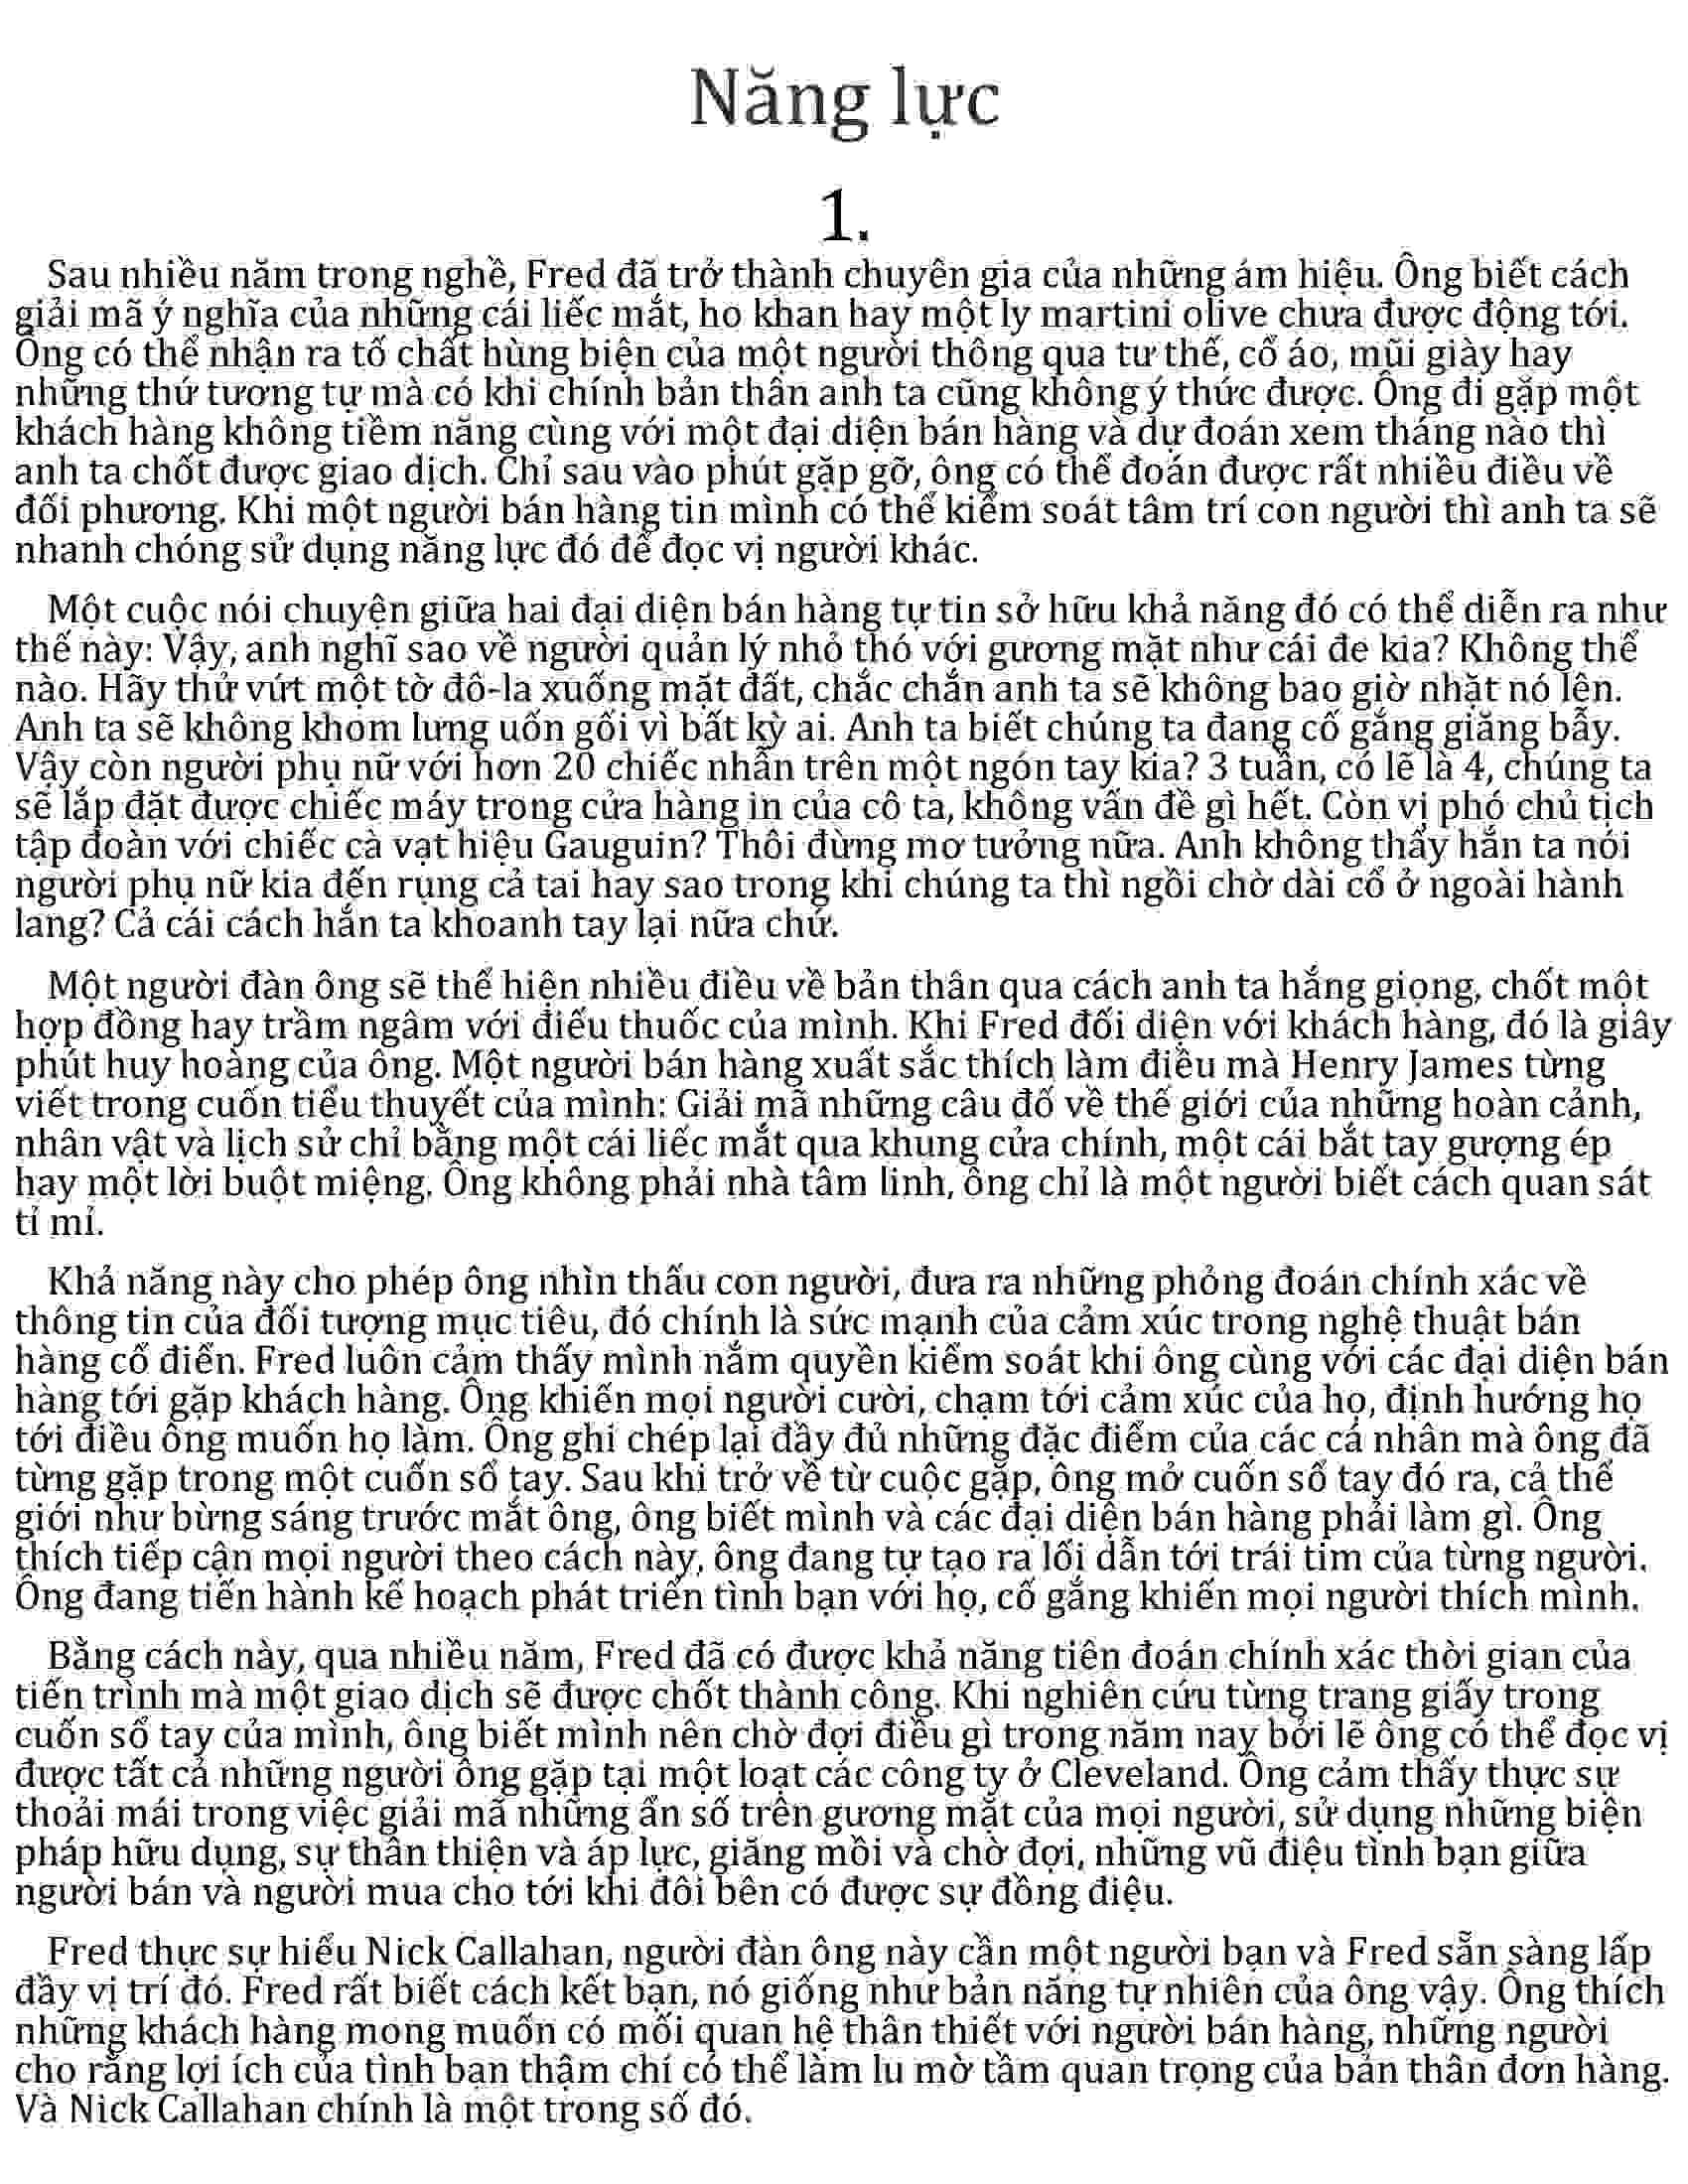 Năng lực
1.
Sau nhiều năm trong nghề, Fred đã trở thành chuyên gia của những ám hiệu. Ông biết cách
giải mã ý nghĩa của những cái liếc mắt, ho khan hay một ly martini olive chưa được động tới.
Ông có thể nhận ra tố chất hùng biện của một người thông qua tư thế, cổ áo, mũi giày hay
những thứ tương tự mà có khi chính bản thân anh ta cũng không ý thức được. Ông đi gặp một
khách hàng không tiềm năng cùng với một đại diện bán hàng và dự đoán xem tháng nào thì
anh ta chốt được giao dịch. Chỉ sau vào phút gặp gỡ, ông có thể đoán được rất nhiều điều về
đối phương. Khi một người bán hàng tin mình có thể kiểm soát tâm trí con người thì anh ta sẽ
nhanh chóng sử dụng năng lực đó để đọc vị người khác.
Một cuộc nói chuyện giữa hai đại diện bán hàng tự tin sở hữu khả năng đó có thể diễn ra như
thế này: Vậy, anh nghĩ sao về người quản lý nhỏ thó với gương mặt như cái đe kia? Không thể
nào. Hãy thử vứt một tờ đô-la xuống mặt đất, chắc chắn anh ta sẽ không bao giờ nhặt nó lên.
Anh ta sẽ không khom lưng uốn gối vì bất kỳ ai. Anh ta biết chúng ta đang cố gắng giăng bẫy.
Vậy còn người phụ nữ với hơn 20 chiếc nhẫn trên một ngón tay kia? 3 tuần, có lẽ là 4, chúng ta
sẽ lắp đặt được chiếc máy trong cửa hàng in của cô ta, không vấn đề gì hết. Còn vị phó chủ tịch
tập đoàn với chiếc cà vạt hiệu Gauguin? Thôi đừng mơ tưởng nữa. Anh không thấy hắn ta nói
người phụ nữ kia đến rụng cả tai hay sao trong khi chúng ta thì ngồi chờ dài cổ ở ngoài hành
lang? Cả cái cách hắn ta khoanh tay lại nữa chứ.
Một người đàn ông sẽ thể hiện nhiều điều về bản thân qua cách anh ta hắng giọng, chốt một
hợp đồng hay trầm ngâm với điếu thuốc của mình. Khi Fred đối diện với khách hàng, đó là giây
phút huy hoàng của ông. Một người bán hàng xuất sắc thích làm điều mà Henry James từng
viết trong cuốn tiểu thuyết của mình: Giải mã những câu đố về thế giới của những hoàn cảnh,
nhân vật và lịch sử chỉ bằng một cái liếc mắt qua khung cửa chính, một cái bắt tay gượng ép
hay một lời buột miệng. Ông không phải nhà tâm linh, ông chỉ là một người biết cách quan sát
tỉ mỉ.
Khả năng này cho phép ông nhìn thấu con người, đưa ra những phỏng đoán chính xác về
thông tin của đối tượng mục tiêu, đó chính là sức mạnh của cảm xúc trong nghệ thuật bán
hàng cổ điển. Fred luôn cảm thấy mình nắm quyền kiểm soát khi ông cùng với các đại diện bán
hàng tới gặp khách hàng. Ông khiến mọi người cười, chạm tới cảm xúc của họ, định hướng họ
tới điều ông muốn họ làm. Ông ghi chép lại đầy đủ những đặc điểm của các cá nhân mà ông đã
từng gặp trong một cuốn sổ tay. Sau khi trở về từ cuộc gặp, ông mở cuốn sổ tay đó ra, cả thế
giới như bừng sáng trước mắt ông, ông biết mình và các đại diện bán hàng phải làm gì. Ông
thích tiếp cận mọi người theo cách này, ông đang tự tạo ra lối dẫn tới trái tim của từng người.
Ông đang tiến hành kế hoạch phát triển tình bạn với họ, cố gắng khiến mọi người thích mình.
Bằng cách này, qua nhiều năm, Fred đã có được khả năng tiên đoán chính xác thời gian của
tiến trình mà một giao dịch sẽ được chốt thành công. Khi nghiên cứu từng trang giấy trong
cuốn sổ tay của mình, ông biết mình nên chờ đợi điều gì trong năm nay bởi lẽ ông có thể đọc vị
được tất cả những người ông gặp tại một loạt các công ty ở Cleveland. Ông cảm thấy thực sự
thoải mái trong việc giải mã những ẩn số trên gương mặt của mọi người, sử dụng những biện
pháp hữu dụng, sự thân thiện và áp lực, giăng mồi và chờ đợi, những vũ điệu tình bạn giữa
người bán và người mua cho tới khi đôi bên có được sự đồng điệu.
Fred thực sự hiểu Nick Callahan, người đàn ông này cần một người bạn và Fred sẵn sàng lấp
đầy vị trí đó. Fred rất biết cách kết bạn, nó giống như bản năng tự nhiên của ông vậy. Ông thích
những khách hàng mong muốn có mối quan hệ thân thiết với người bán hàng, những người
cho rằng lợi ích của tình bạn thậm chí có thể làm lu mờ tầm quan trọng của bản thân đơn hàng.
Và Nick Callahan chính là một trong số đó.